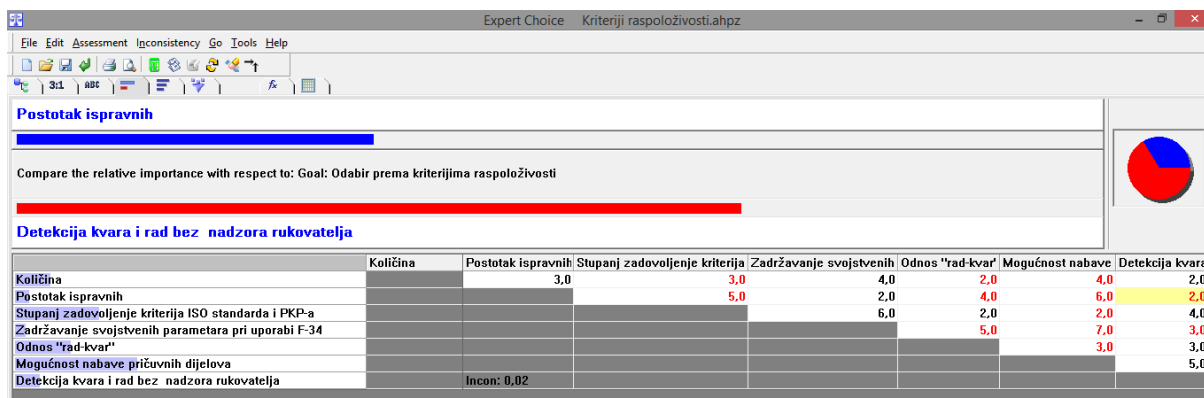 Expert Choice Kriteriji raspoloživosti.ahpz
File Edit Assessment Inconsistency Go Tools Help
3:1 ABC fx
Postotak ispravnih
Compare the relative importance with respect to: Goal: Odabir prema kriterijima raspoloživosti
Detekcija kvara i rad bez nadzora rukovatelja
Količina Postotak ispravnih Stupanj zadovoljenje kriterija Zadržavanje svojstvenih Odnos "rad-kvar" Mogućnost nabave Detekcija kvara
Količina 3,0 3,0 4,0 2,0 4,0 2,0
Postotak ispravnih 5,0 2,0 4,0 6,0 2,0
Stupanj zadovoljenje kriterija ISO standarda i PKP-a 6,0 2,0 2,0 4,0
Zadržavanje svojstvenih parametara pri uporabi F-34 5,0 7,0 3,0
Odnos "rad-kvar" 3,0 3,0
Mogućnost nabave pričuvnih dijelova 5,0
Detekcija kvara i rad bez nadzora rukovatelja Incon: 0,02